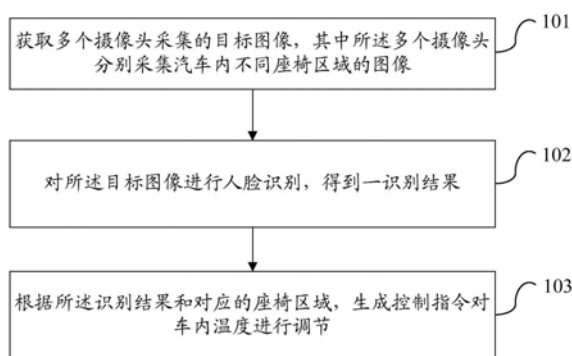 101
获取多个摄像头采集的目标图像，其中所述多个摄像头
分别采集汽车内不同座椅区域的图像
102
对所述目标图像进行人脸识别，得到一识别结果
103
根据所述识别结果和对应的座椅区域，生成控制指令对
车内温度进行调节